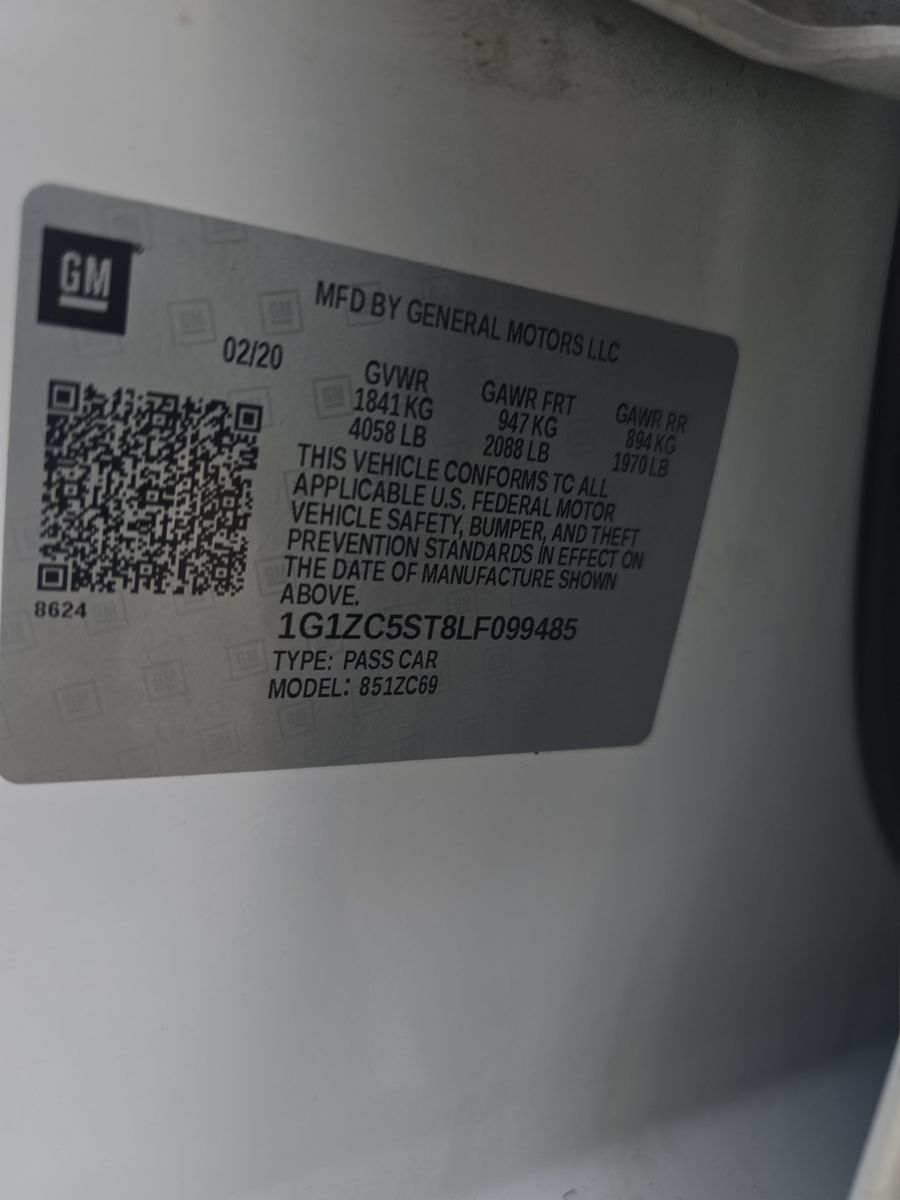 GM
MFD BY GENERAL MOTORS LLC
02/20
GVWR GAWR FRT GAWR RR
1841 KG 947 KG 894 KG
4058 LB 2088 LB 1970 LB
THIS VEHICLE CONFORMS TO ALL
APPLICABLE U.S. FEDERAL MOTOR
VEHICLE SAFETY, BUMPER, AND THEFT
PREVENTION STANDARDS IN EFFECT ON
THE DATE OF MANUFACTURE SHOWN
ABOVE.
8624
1G1ZC5ST8LF099485
TYPE: PASS CAR
MODEL: 851ZC69